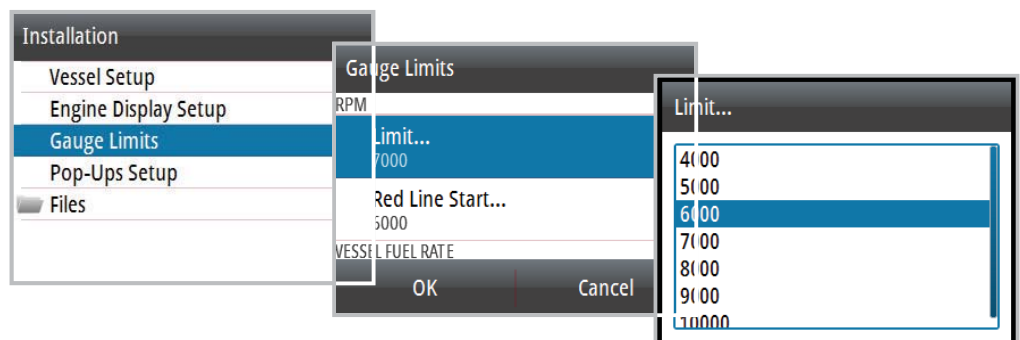 Installation
Vessel Setup
Engine Display Setup
Gauge Limits
Pop-Ups Setup
Files
Gauge Limits
RPM
Limit...
7000
Red Line Start...
6000
VESSEL FUEL RATE
OK
Cancel
Limit...
4000
5000
6000
7000
8000
9000
10000